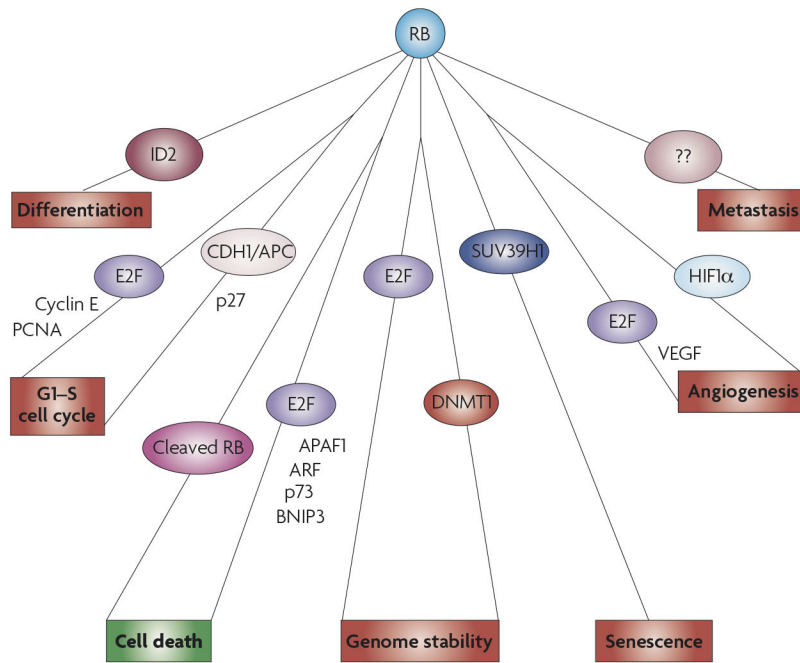 RB
ID2
??
Differentiation
Metastasis
CDH1/APC
SUV39H1
E2F
E2F
HIF1α
Cyclin E
p27
PCNA
E2F
VEGF
G1–S
cell cycle
Angiogenesis
E2F
DNMT1
Cleaved RB
APAF1
ARF
p73
BNIP3
Cell death
Genome stability
Senescence